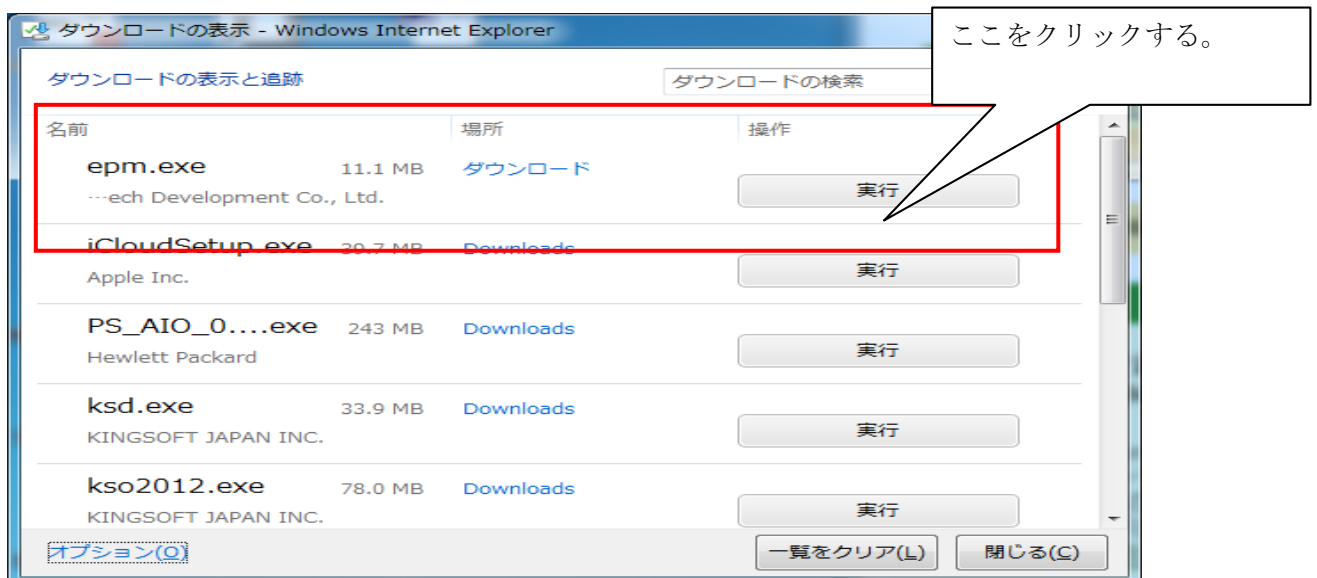 ダウンロードの表示 - Windows Internet Explorer
ここをクリックする。
ダウンロードの表示と追跡
ダウンロードの検索
名前 場所 操作
epm.exe 11.1 MB ダウンロード
…ech Development Co., Ltd.
実行
iCloudSetup.exe 39.7 MB Downloads
Apple Inc.
実行
PS_AIO_0....exe 243 MB Downloads
Hewlett Packard
実行
ksd.exe 33.9 MB Downloads
KINGSOFT JAPAN INC.
実行
kso2012.exe 78.0 MB Downloads
KINGSOFT JAPAN INC.
実行
オプション(O) 一覧をクリア(L) 閉じる(C)